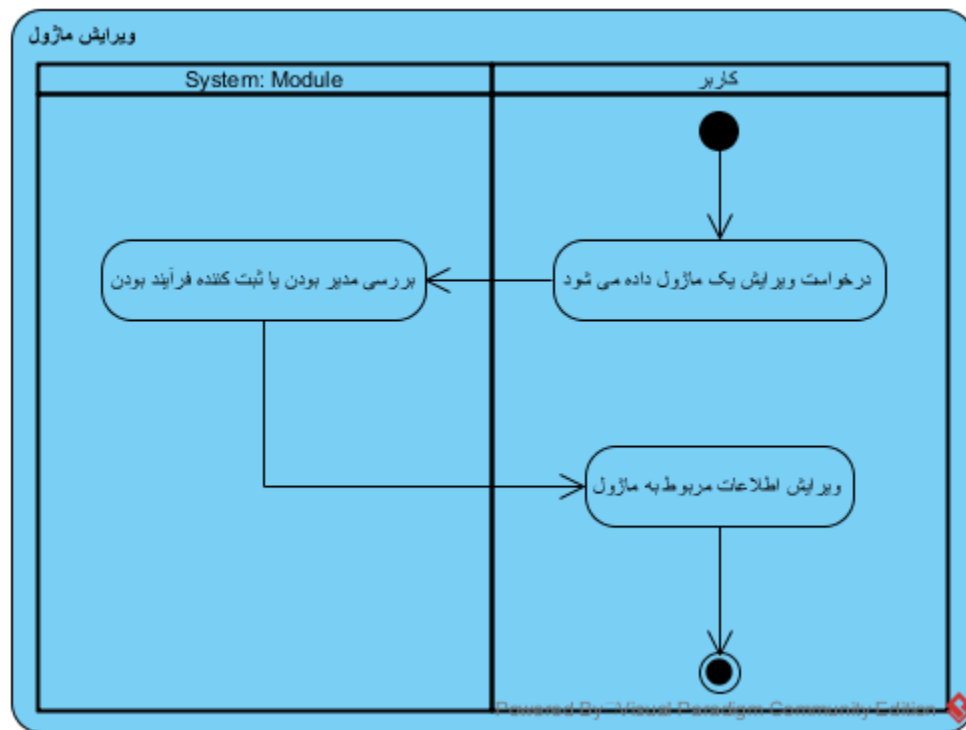 ویرایش ماژول
کاربر
System: Module
درخواست ویرایش یک ماژول داده می شود
بررسی مدیر بودن یا ثبت کننده فرآیند بودن
ویرایش اطلاعات مربوط به ماژول
Powered By Visual Paradigm Community Edition